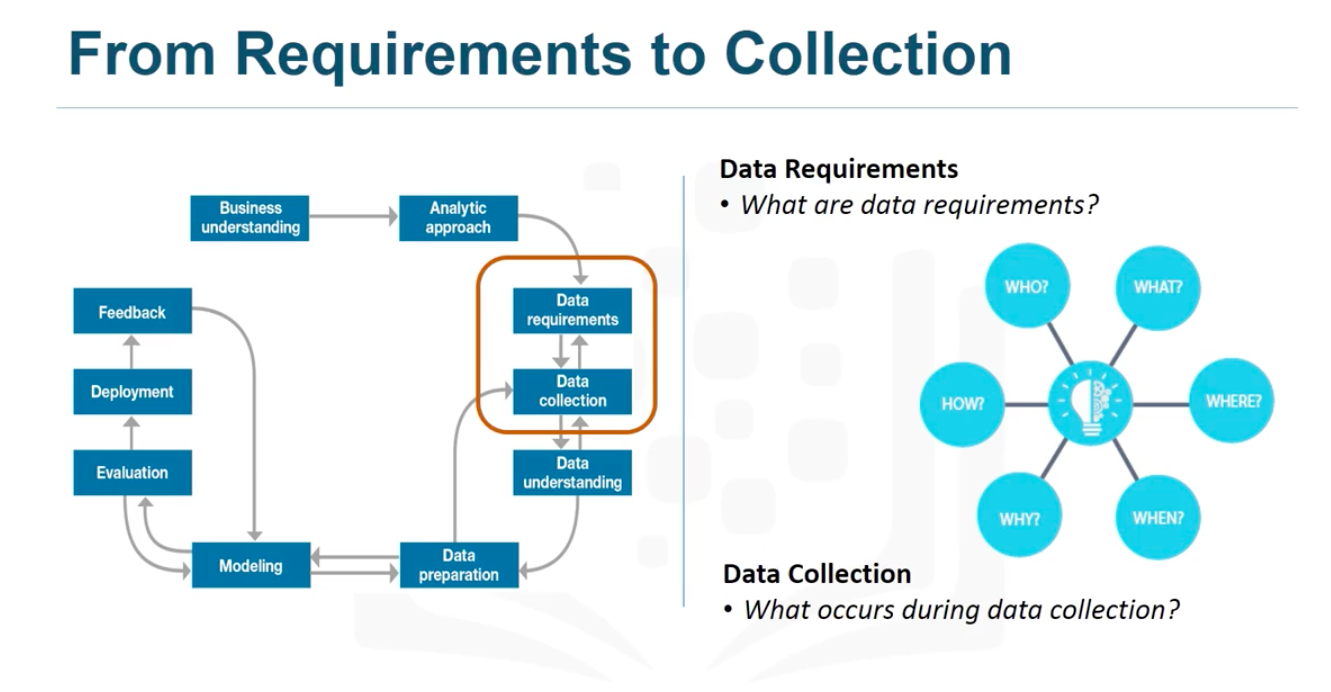 From Requirements to Collection
Business
understanding
Analytic
approach
Data
requirements
Data
collection
Data
understanding
Data
preparation
Modeling
Evaluation
Deployment
Feedback
Data Requirements
• What are data requirements?
WHO?
WHAT?
HOW?
WHERE?
WHY?
WHEN?
Data Collection
• What occurs during data collection?